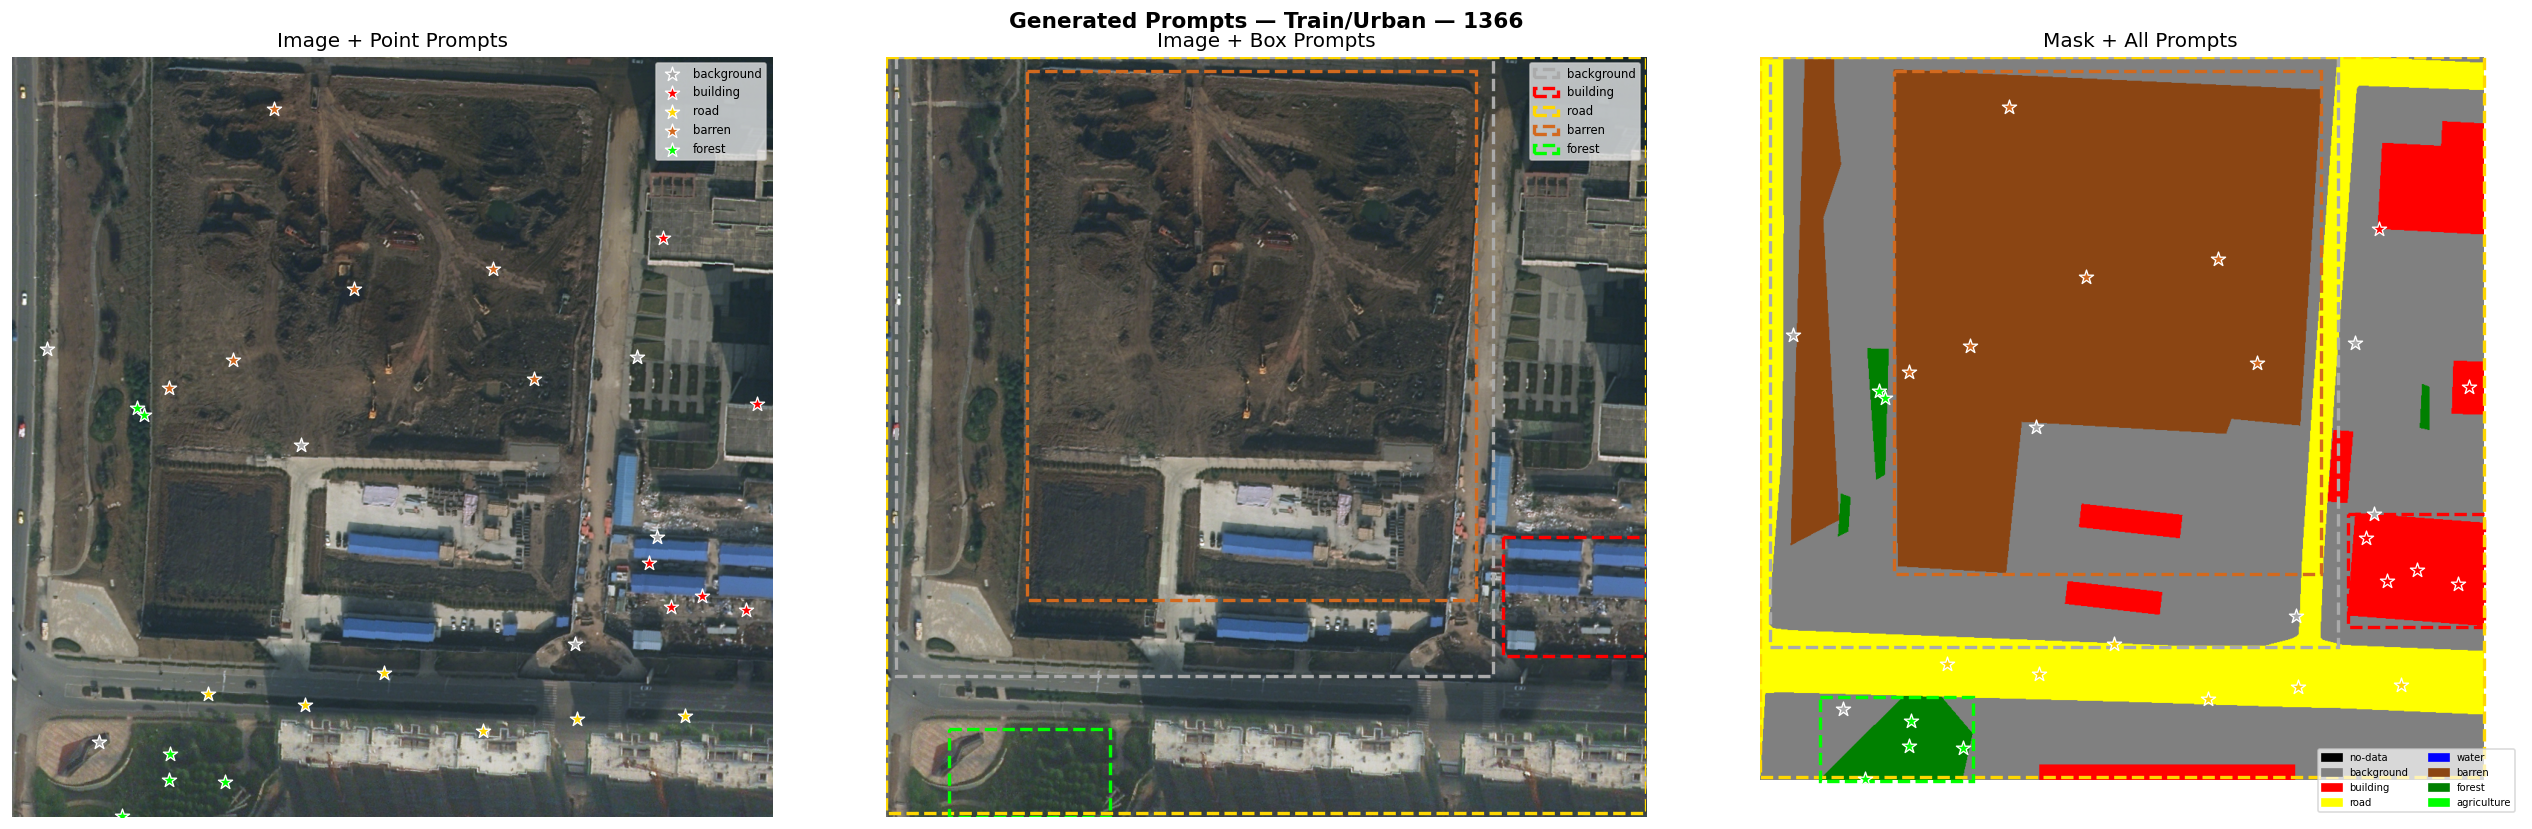 Generated Prompts — Train/Urban — 1366
Image + Point Prompts
Image + Box Prompts
Mask + All Prompts
background
building
road
barren
forest
background
building
road
barren
forest
no-data
background
building
road
water
barren
forest
agriculture